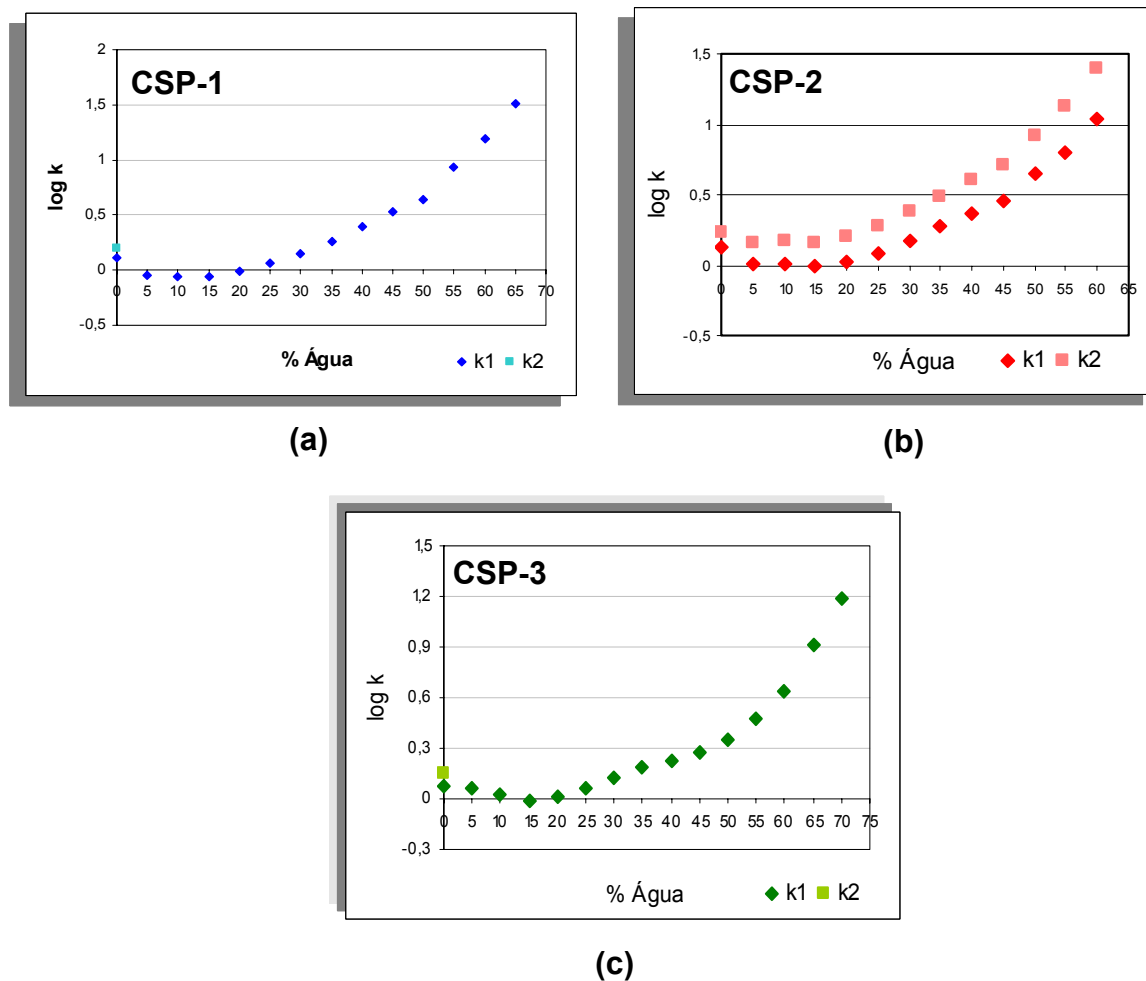 CSP-1
log k
2
1,5
1
0,5
0
-0,5
0 5 10 15 20 25 30 35 40 45 50 55 60 65 70
% Água
k1 k2
(a)
CSP-2
log k
1,5
1
0,5
0
-0,5
0 5 10 15 20 25 30 35 40 45 50 55 60 65
% Água
k1 k2
(b)
CSP-3
log k
1,5
1,2
0,9
0,6
0,3
0
-0,3
0 5 10 15 20 25 30 35 40 45 50 55 60 65 70 75
% Água
k1 k2
(c)